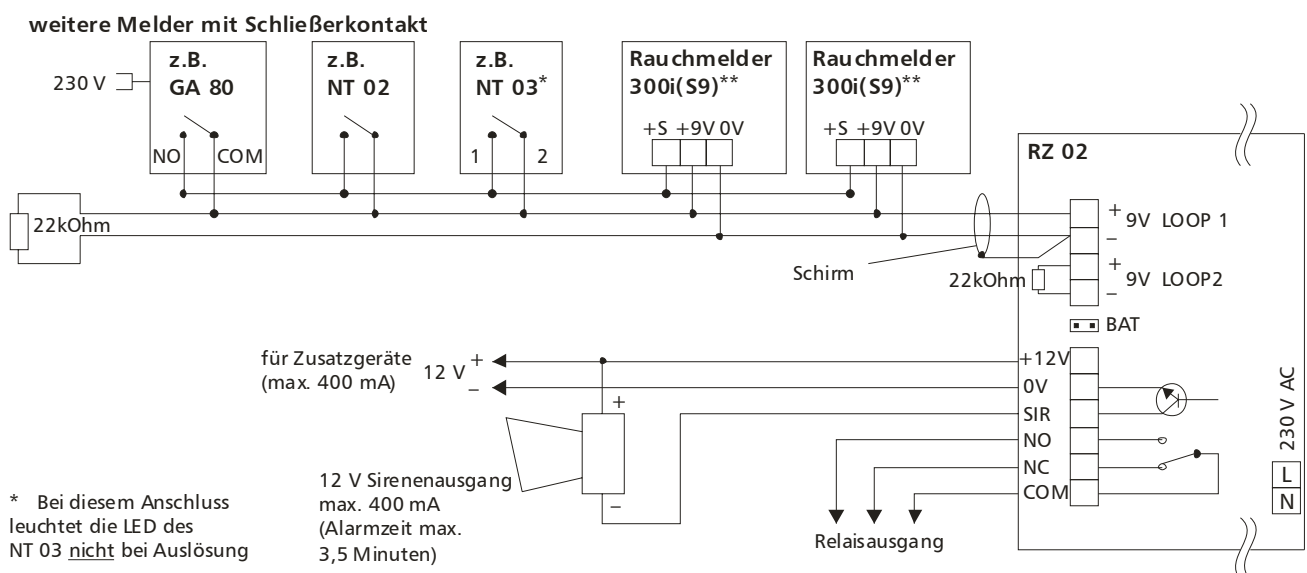 weitere Melder mit Schließerkontakt
230 V
z.B.
GA 80
NO
COM
z.B.
NT 02
z.B.
NT 03*
1
2
Rauchmelder
300i(S9)**
+S +9V 0V
Rauchmelder
300i(S9)**
+S +9V 0V
RZ 02
22kOhm
+
9V LOOP 1
–
Schirm
22kOhm
+
9V LOOP2
–
BAT
für Zusatzgeräte
(max. 400 mA)
12 V
+
–
+12V
0V
SIR
NO
NC
COM
230 V AC
L
N
+
–
12 V Sirenenausgang
max. 400 mA
(Alarmzeit max.
3,5 Minuten)
Relaisausgang
* Bei diesem Anschluss
leuchtet die LED des
NT 03 nicht bei Auslösung